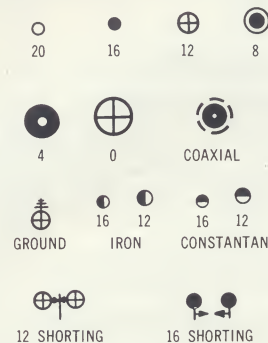 20 16 12 8
4 0 COAXIAL
16 12 16 12
GROUND IRON CONSTANTAN
12 SHORTING 16 SHORTING